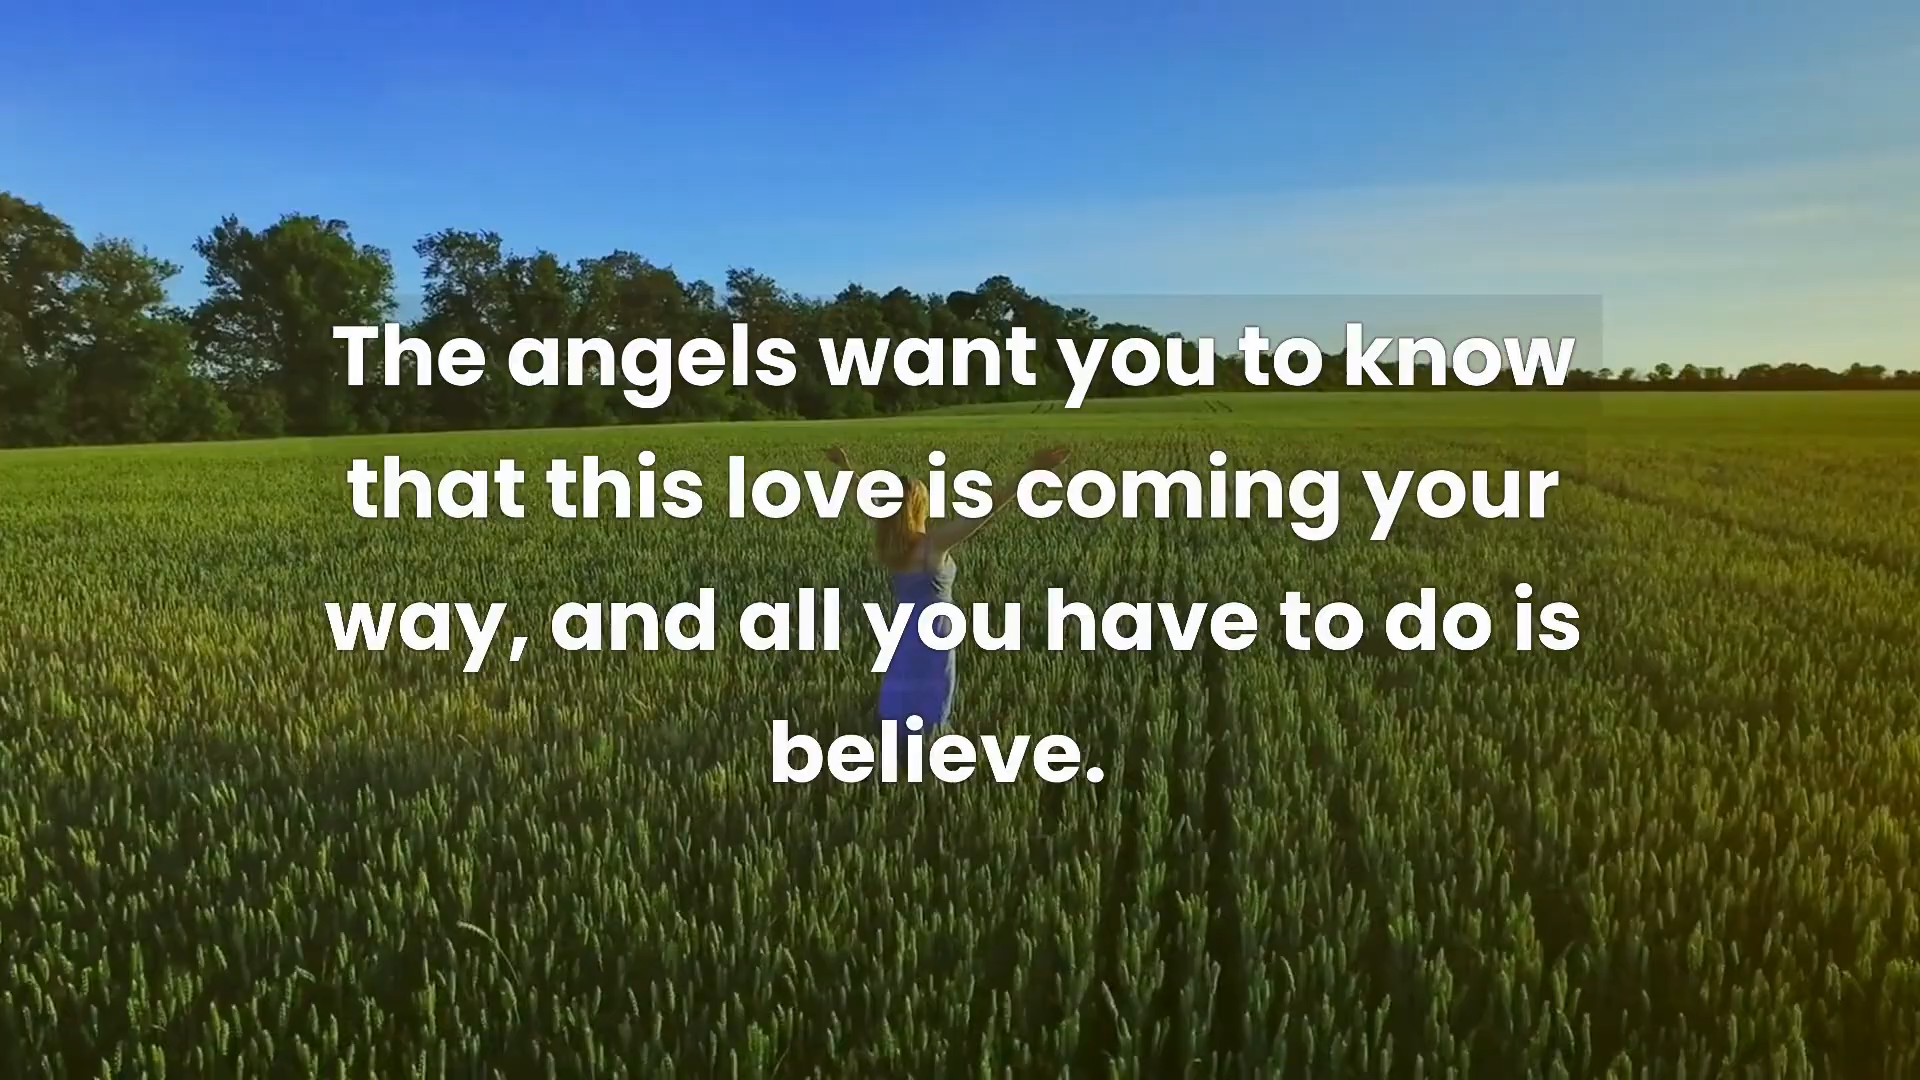 The angels want you to know
that this love is coming your
way, and all you have to do is
believe.